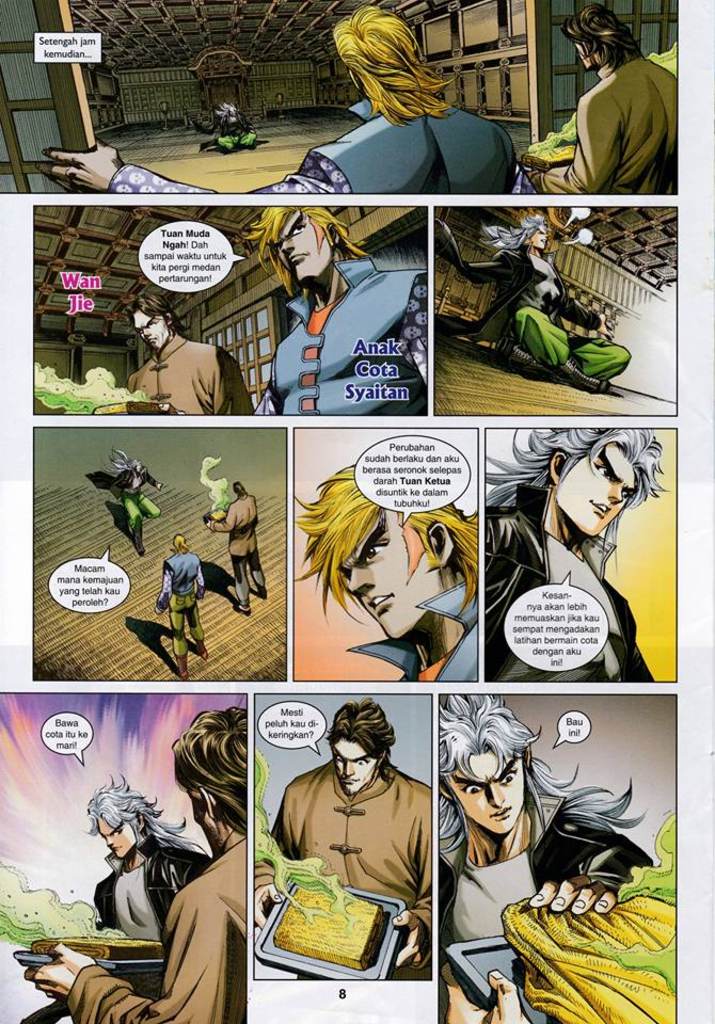 Setengah jam
kemudian...
Tuan Muda
Ngah! Dah
sampai waktu untuk
kita pergi medan
pertarungan!
Wan
Jie
Anak
Cota
Syaitan
Macam
mana kemajuan
yang telah kau
peroleh?
Perubahan
sudah berlaku dan aku
berasa seronok selepas
darah Tuan Ketua
disuntik ke dalam
tubuhku!
Kesan-
nya akan lebih
memuaskan jika kau
sempat mengadakan
latihan bermain cota
dengan aku
ini!
Bawa
cota itu ke
mari!
Mesti
peluh kau di-
keringkan?
Bau
ini!
8